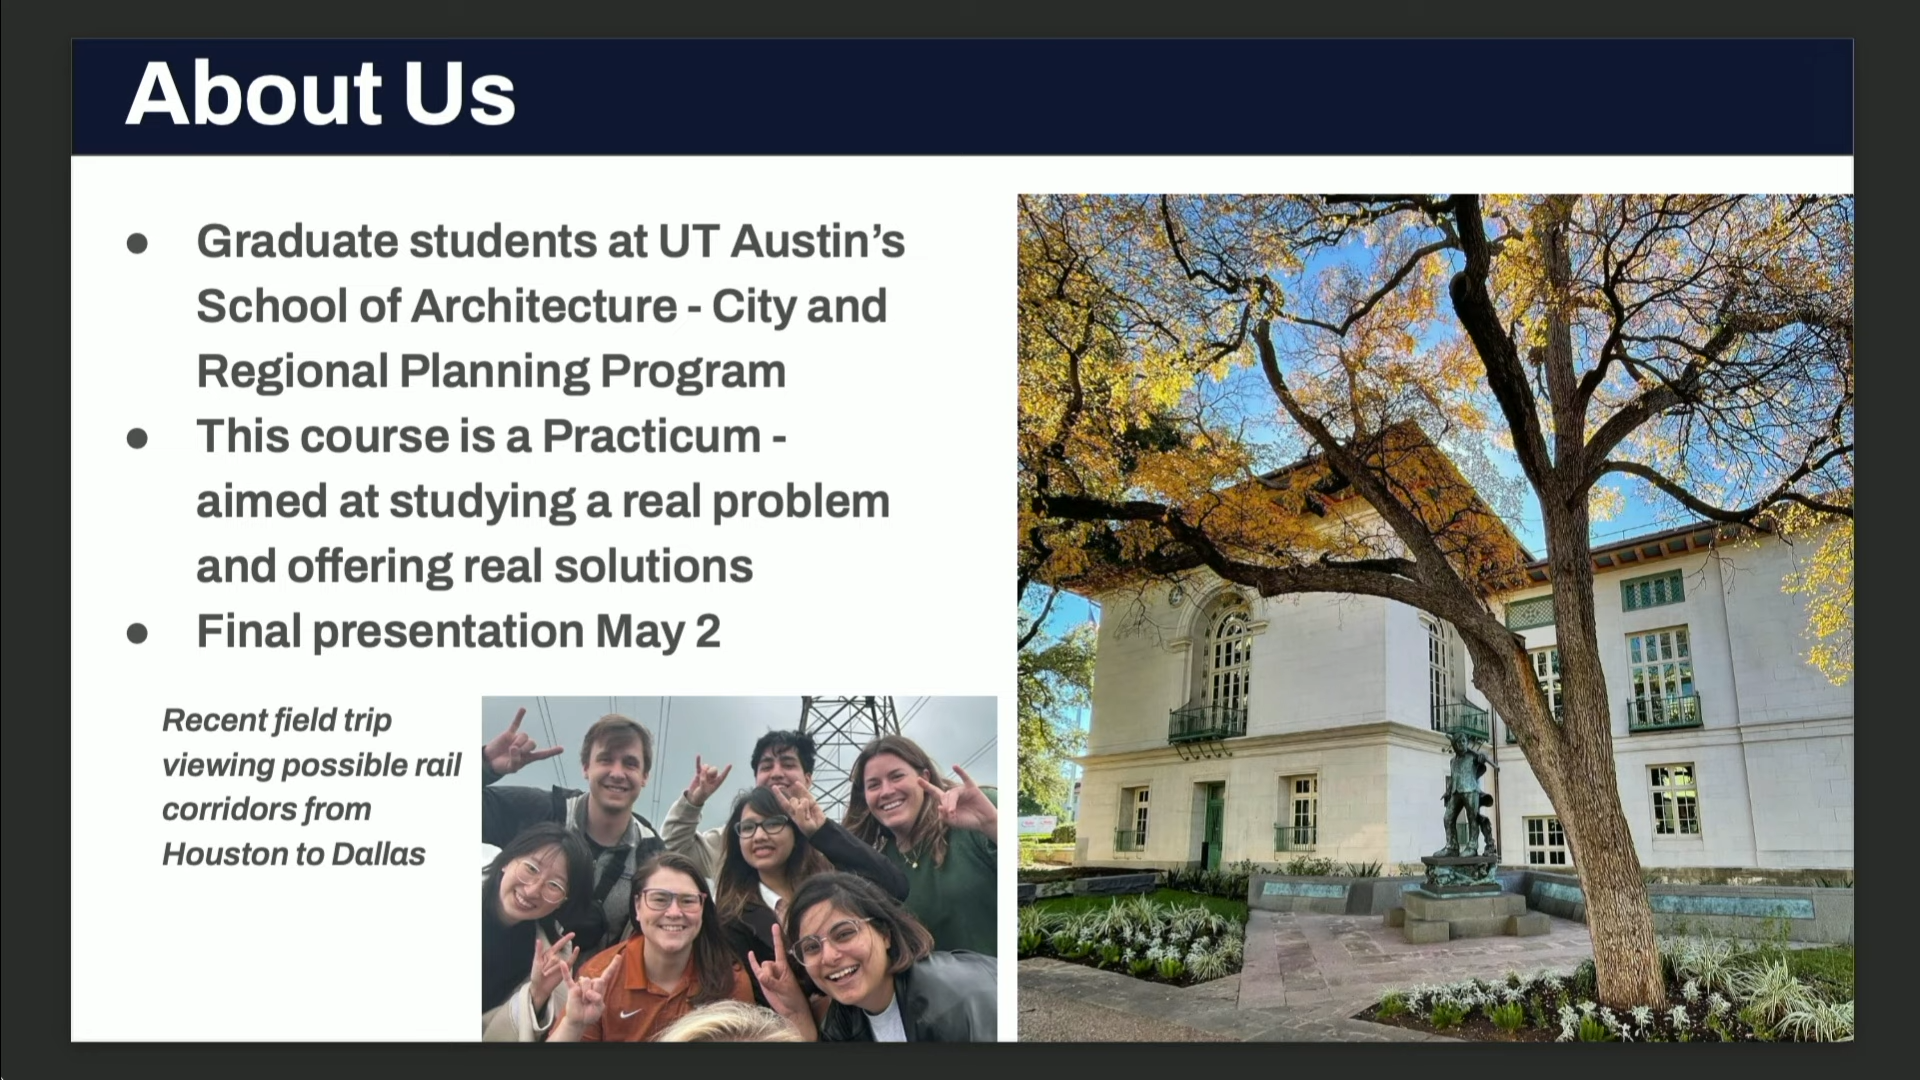 About Us
● Graduate students at UT Austin’s
School of Architecture - City and
Regional Planning Program
● This course is a Practicum -
aimed at studying a real problem
and offering real solutions
● Final presentation May 2
Recent field trip
viewing possible rail
corridors from
Houston to Dallas